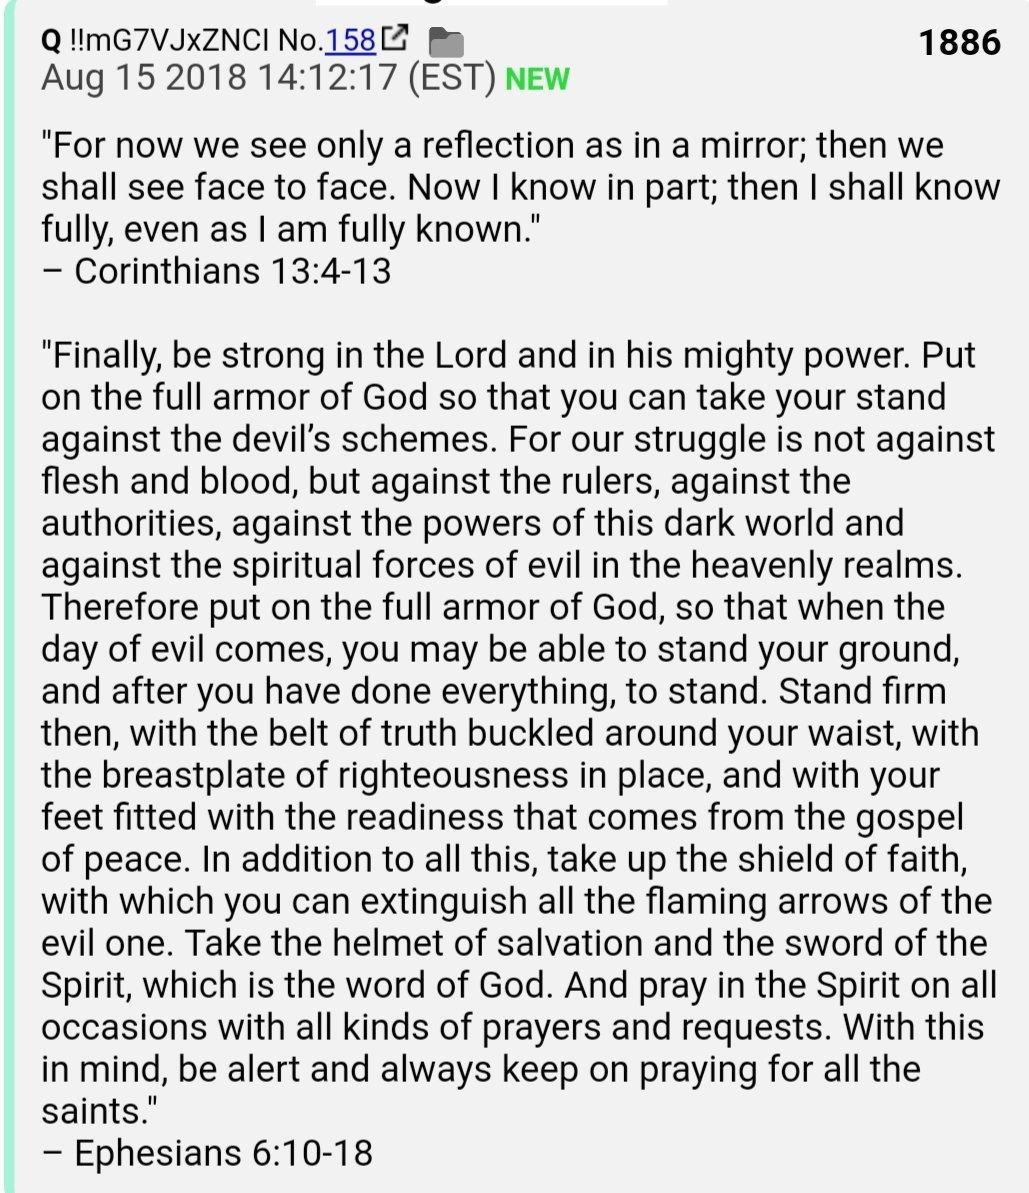 Q !!mG7VJxZNCI No.158 1886
Aug 15 2018 14:12:17 (EST) NEW
"For now we see only a reflection as in a mirror; then we
shall see face to face. Now I know in part; then I shall know
fully, even as I am fully known."
– Corinthians 13:4-13
"Finally, be strong in the Lord and in his mighty power. Put
on the full armor of God so that you can take your stand
against the devil’s schemes. For our struggle is not against
flesh and blood, but against the rulers, against the
authorities, against the powers of this dark world and
against the spiritual forces of evil in the heavenly realms.
Therefore put on the full armor of God, so that when the
day of evil comes, you may be able to stand your ground,
and after you have done everything, to stand. Stand firm
then, with the belt of truth buckled around your waist, with
the breastplate of righteousness in place, and with your
feet fitted with the readiness that comes from the gospel
of peace. In addition to all this, take up the shield of faith,
with which you can extinguish all the flaming arrows of the
evil one. Take the helmet of salvation and the sword of the
Spirit, which is the word of God. And pray in the Spirit on all
occasions with all kinds of prayers and requests. With this
in mind, be alert and always keep on praying for all the
saints."
– Ephesians 6:10-18